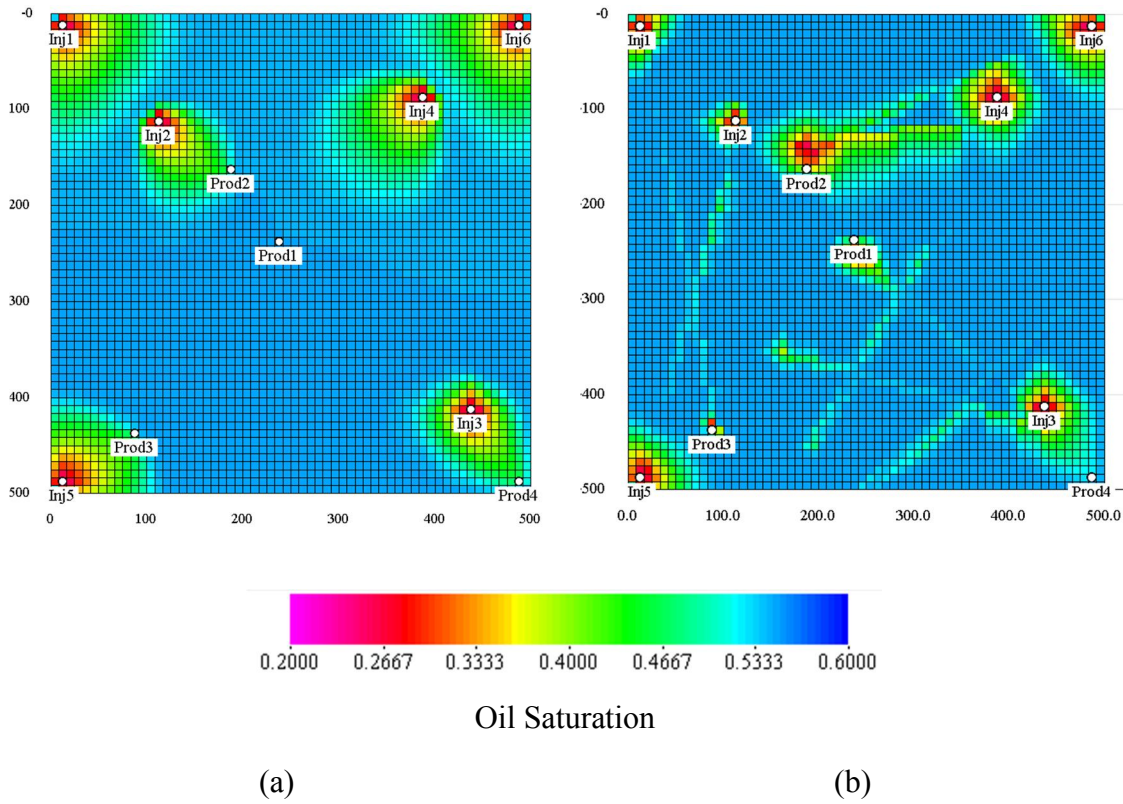 -0
100
200
300
400
500
0
100
200
300
400
500
Inj1
Inj6
Inj4
Inj2
Prod2
Prod1
Inj3
Prod3
Inj5
Prod4
-0
-100
-200
-300
-400
-500
0.0
100.0
200.0
300.0
400.0
500.0
Inj1
Inj6
Inj4
Inj2
Prod2
Prod1
Inj3
Prod3
Inj5
Prod4
0.2000 0.2667 0.3333 0.4000 0.4667 0.5333 0.6000
Oil Saturation
(a) (b)